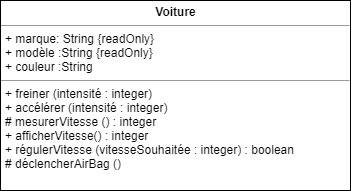 Voiture
+ marque: String {readOnly}
+ modèle :String {readOnly}
+ couleur :String
+ freiner (intensité : integer)
+ accélérer (intensité : integer)
# mesurerVitesse () : integer
+ afficherVitesse() : integer
+ régulerVitesse (vitesseSouhaitée : integer) : boolean
# déclencherAirBag ()